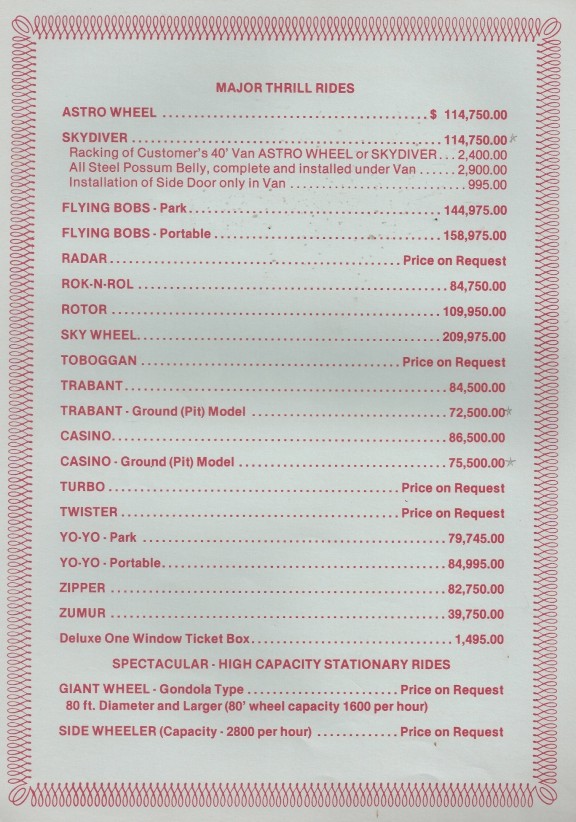 MAJOR THRILL RIDES
ASTRO WHEEL ............................................ $ 114,750.00
SKYDIVER .................................................. 114,750.00*
Racking of Customer's 40' Van ASTRO WHEEL or SKYDIVER... 2,400.00
All Steel Possum Belly, complete and installed under Van ...... 2,900.00
Installation of Side Door only in Van ........................... 995.00
FLYING BOBS - Park......................................... 144,975.00
FLYING BOBS - Portable .................................... 158,975.00
RADAR............................................... Price on Request
ROK-N-ROL ................................................ 84,750.00
ROTOR .................................................... 109,950.00
SKY WHEEL................................................. 209,975.00
TOBOGGAN .......................................... Price on Request
TRABANT................................................... 84,500.00
TRABANT - Ground (Pit) Model .............................. 72,500.00*
CASINO..................................................... 86,500.00
CASINO - Ground (Pit) Model ................................ 75,500.00*
TURBO .............................................. Price on Request
TWISTER ............................................ Price on Request
YO-YO - Park ............................................... 79,745.00
YO-YO - Portable............................................ 84,995.00
ZIPPER ..................................................... 82,750.00
ZUMUR ...................................................... 39,750.00
Deluxe One Window Ticket Box................................ 1,495.00
SPECTACULAR - HIGH CAPACITY STATIONARY RIDES
GIANT WHEEL - Gondola Type ....................... Price on Request
80 ft. Diameter and Larger (80' wheel capacity 1600 per hour)
SIDE WHEELER (Capacity - 2800 per hour) ............. Price on Request